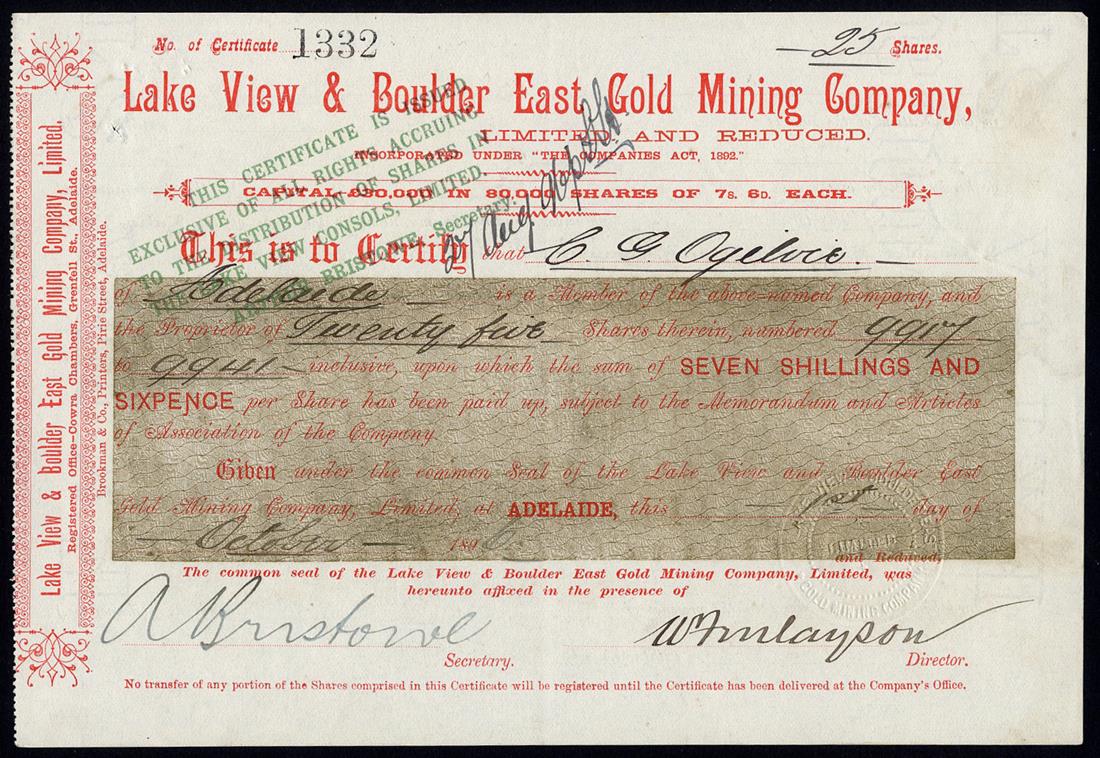 No. of Certificate 1332
25 Shares.
Lake View & Boulder East Gold Mining Company,
LIMITED, AND REDUCED.
INCORPORATED UNDER "THE COMPANIES ACT, 1892."
CAPITAL £30,000, IN 80,000 SHARES OF 7S. 6D. EACH.
THIS CERTIFICATE IS ISSUED
EXCLUSIVE OF ALL RIGHTS ACCRUING
TO THE DISTRIBUTION OF SHARES IN
THE LAKE VIEW CONSOLS, LIMITED.
BRISTOWE, Secretary.
This is to Certify that C. G. Ogilvie.
of Adelaide is a Member of the above-named Company, and
the Proprietor of Twenty five Shares therein, numbered 9917
to 9941 inclusive, upon which the sum of SEVEN SHILLINGS AND
SIXPENCE per Share has been paid up, subject to the Memorandum and Articles
of Association of the Company.
Given under the common Seal of the Lake View and Boulder East
Gold Mining Company, Limited, at ADELAIDE, this 1st day of
October 1896
and Reduced,
The common seal of the Lake View & Boulder East Gold Mining Company, Limited, was
hereunto affixed in the presence of
A Bristowe
Secretary.
W Finlayson
Director.
No transfer of any portion of the Shares comprised in this Certificate will be registered until the Certificate has been delivered at the Company's Office.
Lake View & Boulder East Gold Mining Company, Limited.
Registered Office-Cowra Chambers, Grenfell St., Adelaide.
Brookman & Co., Printers, Pirie Street, Adelaide.